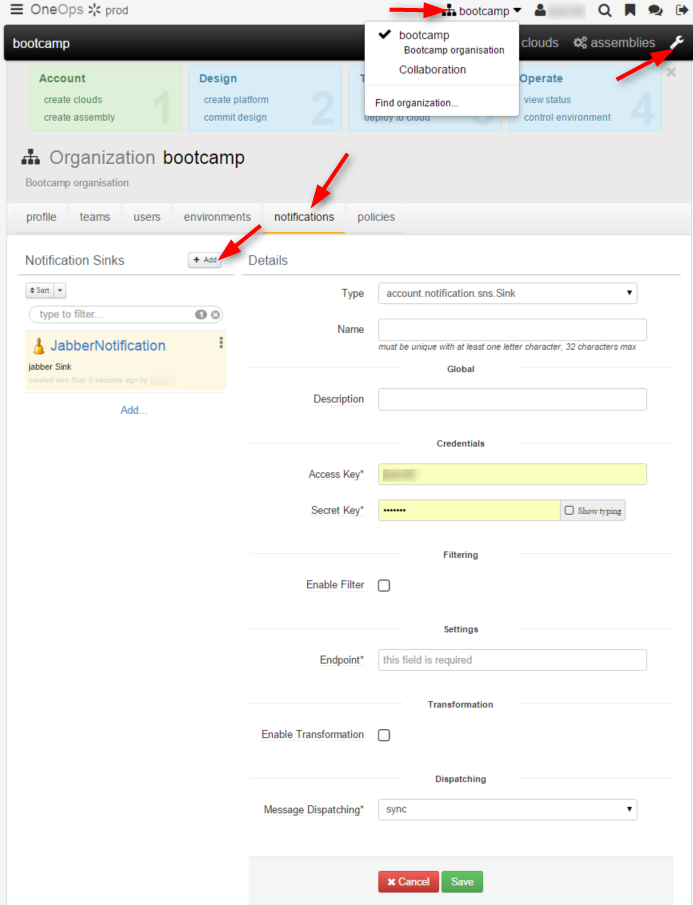 OneOps prod
bootcamp
bootcamp
bootcamp
Bootcamp organisation
Collaboration
Find organization...
clouds assemblies
Account
create clouds
create assembly
1
Design
create platform
commit design
2
T
deploy to cloud
Operate
view status
control environment
4
Organization bootcamp
Bootcamp organisation
profile teams users environments notifications policies
Notification Sinks
+ Add
Sort
type to filter... 1
JabberNotification
jabber Sink
created less than 5 seconds ago by
Add...
Details
Type account.notification.sns.Sink
Name
must be unique with at least one letter character, 32 characters max
Global
Description
Credentials
Access Key*
Secret Key* ••••••• Show typing
Filtering
Enable Filter
Settings
Endpoint* this field is required
Transformation
Enable Transformation
Dispatching
Message Dispatching* sync
Cancel Save